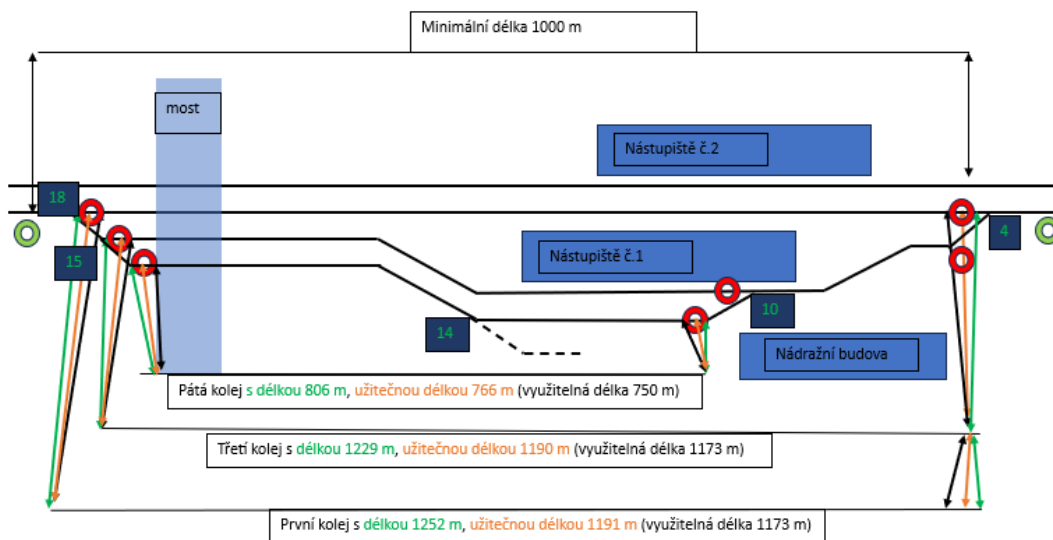 Minimální délka 1000 m
most
Nástupiště č.2
18
4
15
Nástupiště č.1
10
14
Nádražní budova
Pátá kolej s délkou 806 m, užitečnou délkou 766 m (využitelná délka 750 m)
Třetí kolej s délkou 1229 m, užitečnou délkou 1190 m (využitelná délka 1173 m)
První kolej s délkou 1252 m, užitečnou délkou 1191 m (využitelná délka 1173 m)